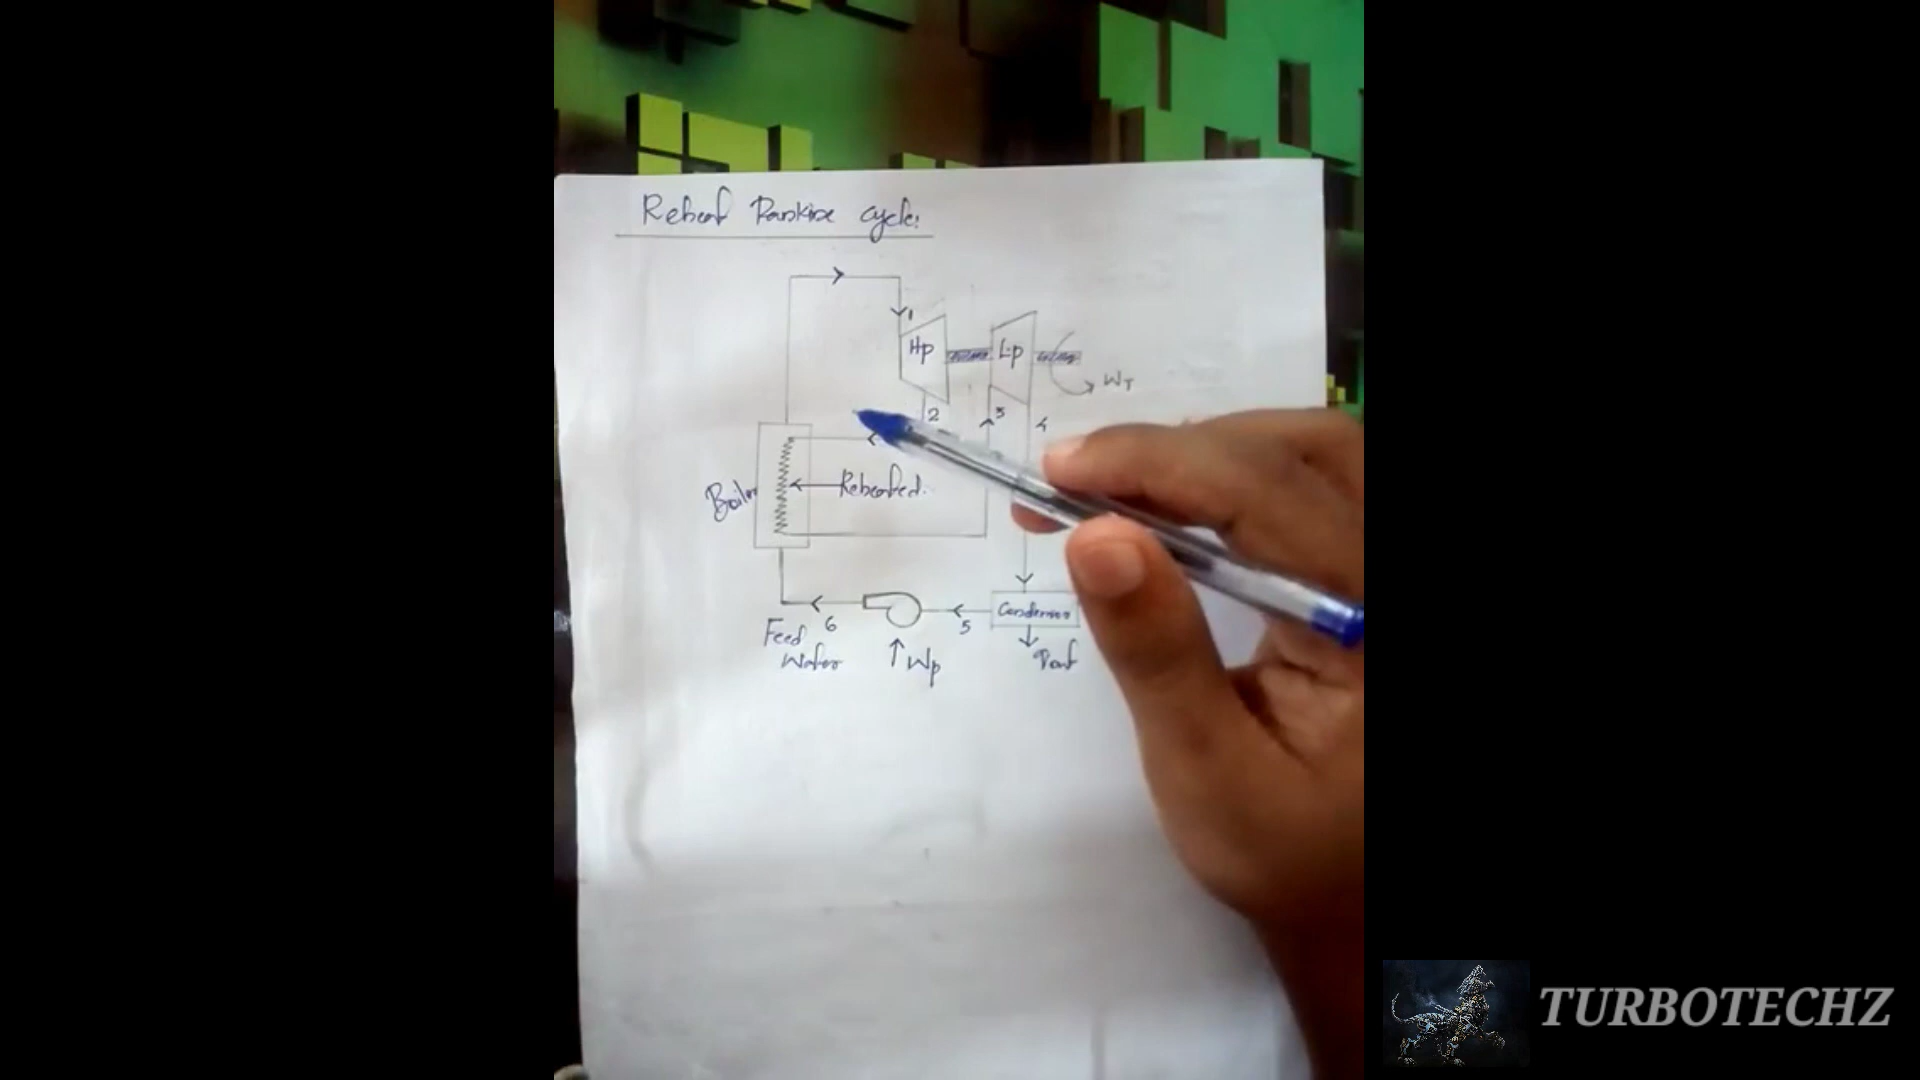 Reheat Rankine cycle:
1
Hp
Lp
WT
2
3
4
Boiler
Reheated.
Condenser
6
5
Feed
Water
Wp
Qout
TURBOTECHZ